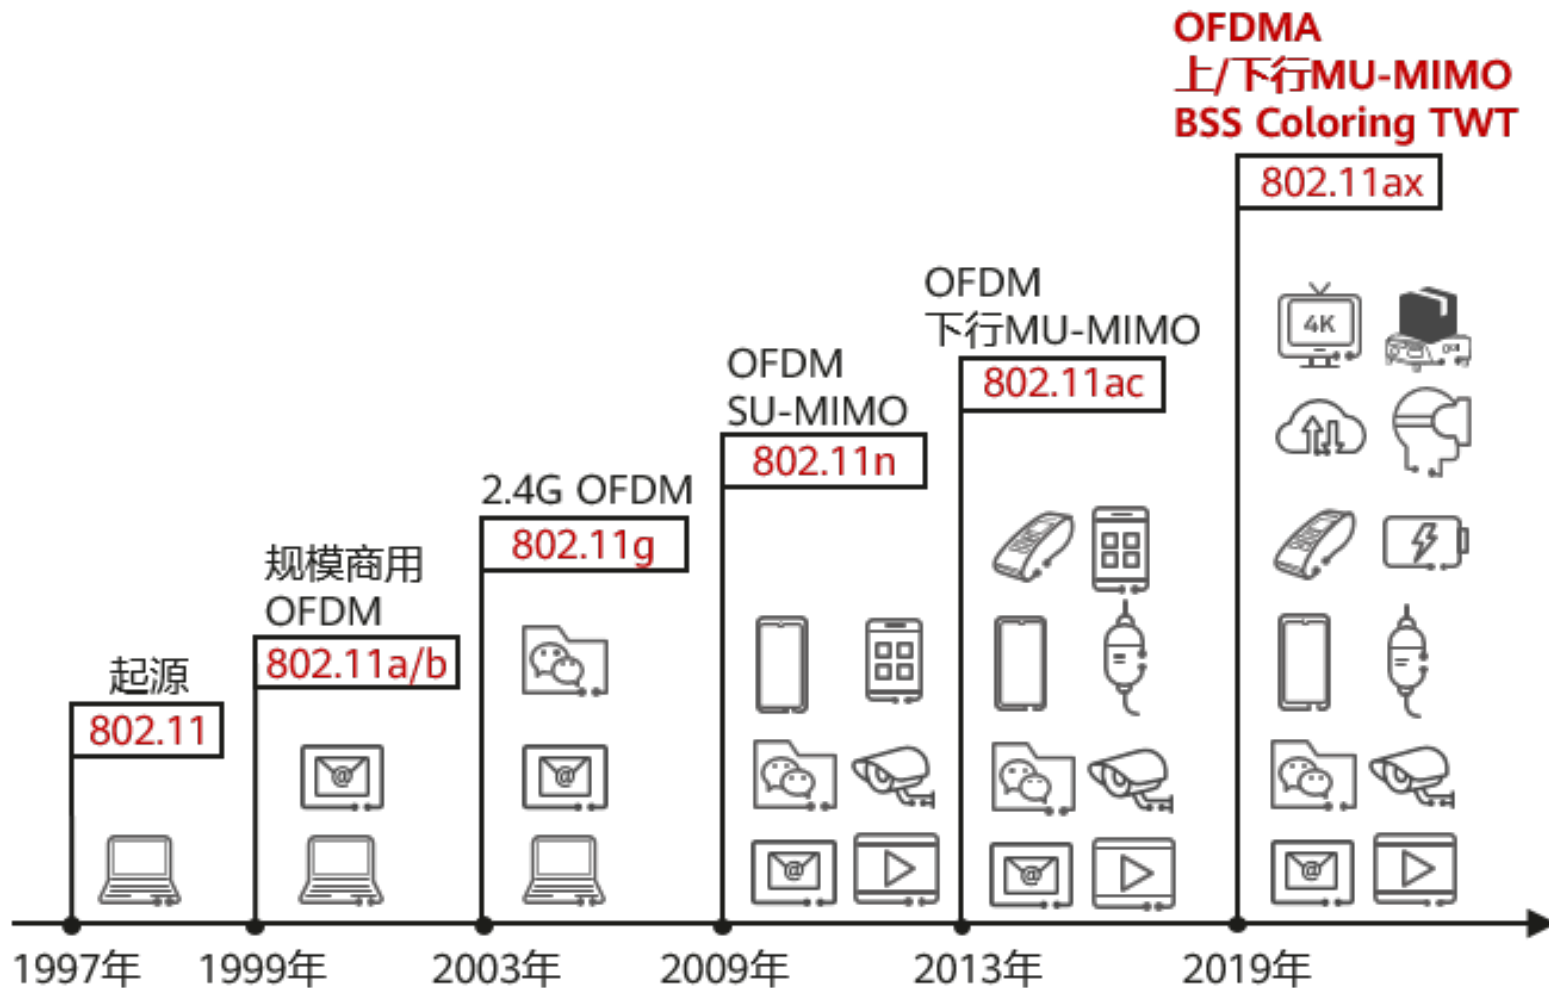 OFDMA
上/下行MU-MIMO
BSS Coloring TWT
802.11ax
OFDM
下行MU-MIMO
802.11ac
OFDM
SU-MIMO
802.11n
2.4G OFDM
802.11g
规模商用
OFDM
802.11a/b
起源
802.11
4K
@
@
@
@
@
1997年
1999年
2003年
2009年
2013年
2019年